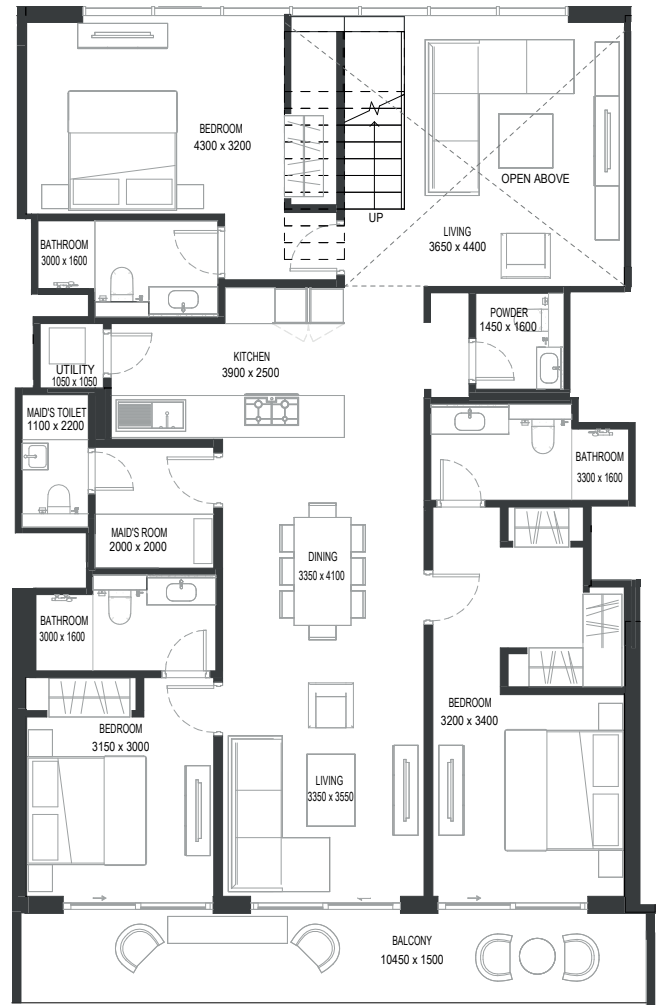 BEDROOM
4300 x 3200
OPEN ABOVE
UP
LIVING
3650 x 4400
BATHROOM
3000 x 1600
POWDER
1450 x 1600
KITCHEN
3900 x 2500
UTILITY
1050 x 1050
MAID'S TOILET
1100 x 2200
BATHROOM
3300 x 1600
MAID'S ROOM
2000 x 2000
DINING
3350 x 4100
BATHROOM
3000 x 1600
BEDROOM
3150 x 3000
BEDROOM
3200 x 3400
LIVING
3350 x 3550
BALCONY
10450 x 1500